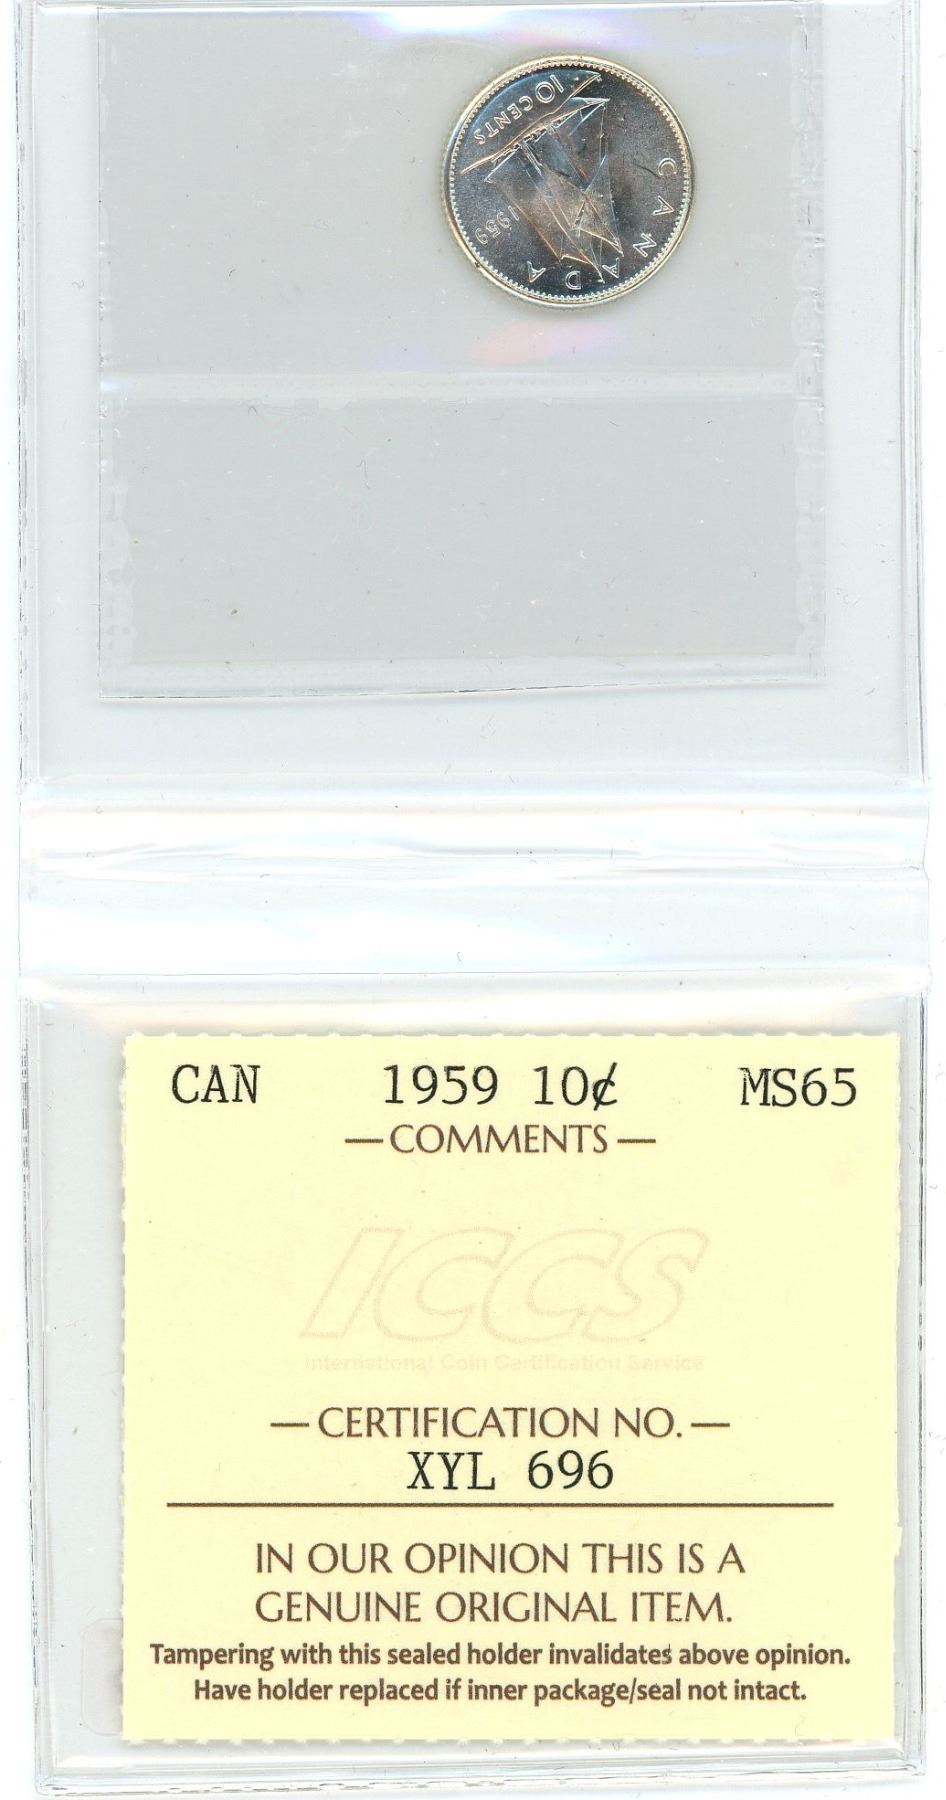 10 CENTS
CANADA
1959
CAN 1959 10¢ MS65
— COMMENTS —
ICCS
International Coin Certification Service
— CERTIFICATION NO. —
XYL 696
IN OUR OPINION THIS IS A
GENUINE ORIGINAL ITEM.
Tampering with this sealed holder invalidates above opinion.
Have holder replaced if inner package/seal not intact.